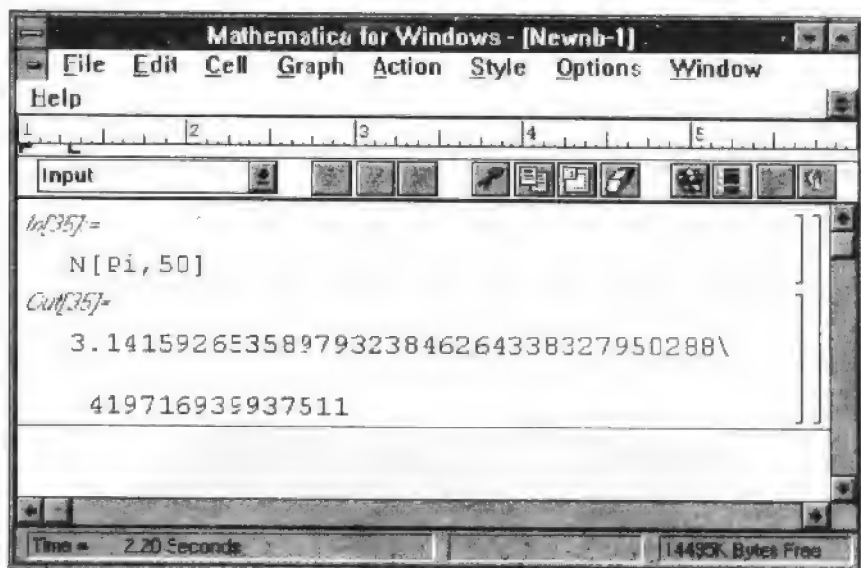 Mathematica for Windows - [Newnb-1]
File Edit Cell Graph Action Style Options Window
Help
1 2 3 4 5
Input
In[35]:=
N[Pi,50]
Out[35]=
3.14159265358979323846264338327950288\
419716939937511
Time = 2.20 Seconds 14495K Bytes Free